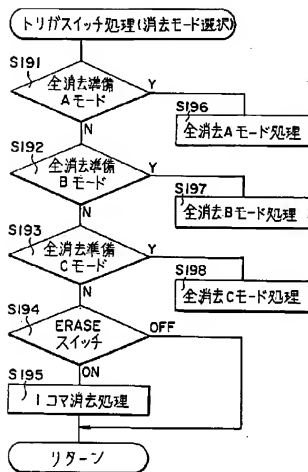 トリガスイッチ処理(消去モード選択)
S191
全消去準備
Aモード
Y
N
S196
全消去Aモード処理
S192
全消去準備
Bモード
Y
N
S197
全消去Bモード処理
S193
全消去準備
Cモード
Y
N
S198
全消去Cモード処理
S194
ERASE
スイッチ
OFF
ON
S195
1コマ消去処理
リターン